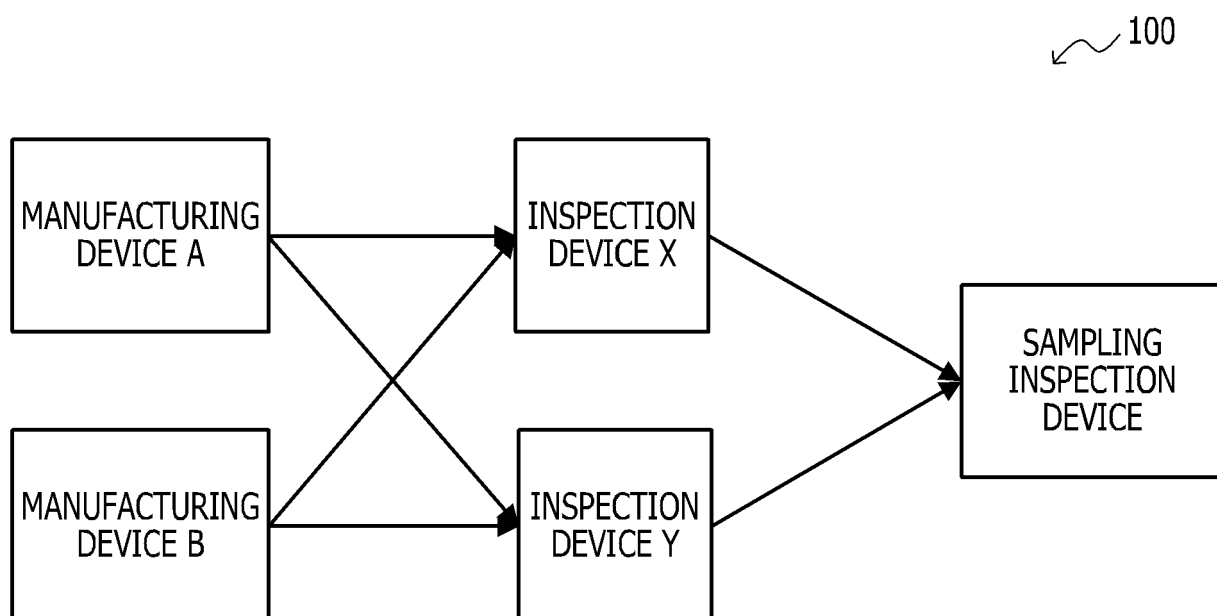 100
MANUFACTURING
DEVICE A
INSPECTION
DEVICE X
SAMPLING
INSPECTION
DEVICE
MANUFACTURING
DEVICE B
INSPECTION
DEVICE Y